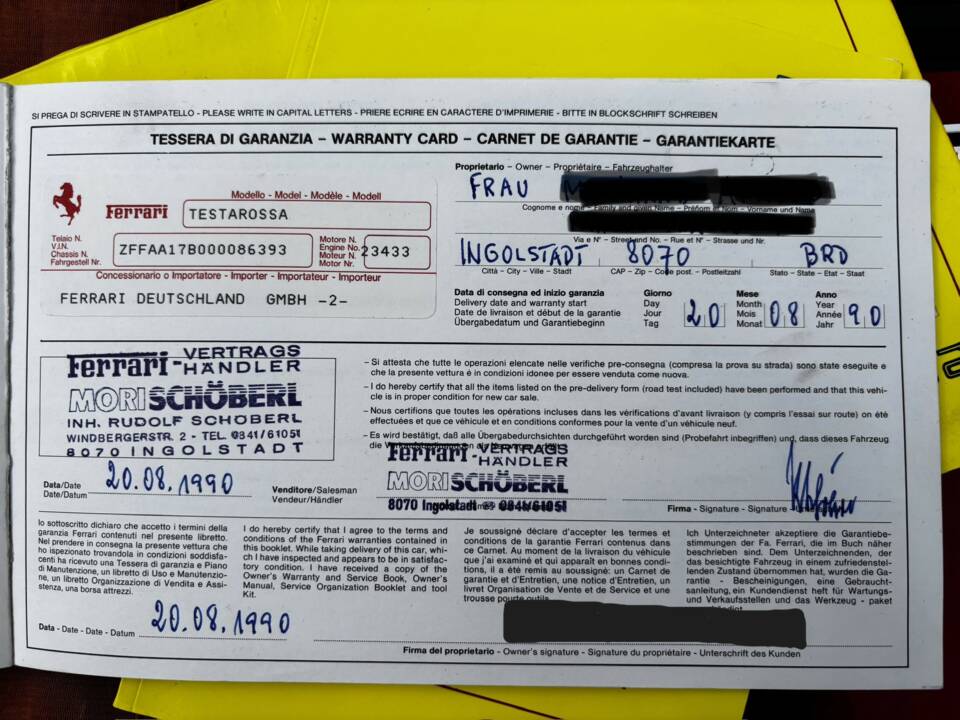 SI PREGA DI SCRIVERE IN STAMPATELLO - PLEASE WRITE IN CAPITAL LETTERS - PRIERE ECRIRE EN CARACTERE D'IMPRIMERIE - BITTE IN BLOCKSCHRIFT SCHREIBEN
TESSERA DI GARANZIA – WARRANTY CARD – CARNET DE GARANTIE – GARANTIEKARTE
Modello - Model - Modèle - Modell
Ferrari TESTAROSSA
Telaio N.
V.I.N.
Chassis N.
Fahrgestell Nr.
ZFFAA17B000086393
Motore N.
Engine No.
Moteur N.
Motor Nr.
23433
Concessionario o Importatore - Importer - Importateur - Importeur
FERRARI DEUTSCHLAND GMBH -2-
Proprietario - Owner - Propriétaire - Fahrzeughalter
FRAU
Cognome e nome - Family and given Name - Prénom et Nom - Vorname und Name
Via e N° - Street and No. - Rue et Nr. - Strasse und Nr.
INGOLSTADT 8070 BRD
Città - City - Ville - Stadt CAP - Zip - Code post. - Postleitzahl Stato - State - Etat - Staat
Data di consegna ed inizio garanzia
Delivery date and warranty start
Date de livraison et début de la garantie
Übergabedatum und Garantiebeginn
Giorno
Day
Jour
Tag
20
Mese
Month
Mois
Monat
08
Anno
Year
Année
Jahr
90
Ferrari-VERTRAGS
HÄNDLER
MORI SCHÖBERL
INH. RUDOLF SCHÖBERL
WINDBERGERSTR. 2 - TEL. 0841/61051
8070 INGOLSTADT
Data/Date
Date/Datum
20.08.1990
– Si attesta che tutte le operazioni elencate nelle verifiche pre-consegna (compresa la prova su strada) sono state eseguite e
che la presente vettura è in condizioni idonee per essere venduta come nuova.
– I do hereby certify that all the items listed on the pre-delivery form (road test included) have been performed and that this vehi-
cle is in proper condition for new car sale.
– Nous certifions que toutes les opérations incluses dans les vérifications d'avant livraison (y compris l'essai sur route) on été
effectuées et que ce véhicule et en conditions conformes pour la vente d'un véhicule neuf.
– Es wird bestätigt, daß alle Übergabedurchsichten durchgeführt worden sind (Probefahrt inbegriffen) und, dass dieses Fahrzeug
Ferrari-VERTRAGS
HÄNDLER
MORI SCHÖBERL
8070 Ingolstadt 0841/61051
Venditore/Salesman
Vendeur/Händler
Firma - Signature - Signature
Io sottoscritto dichiaro che accetto i termini della
garanzia Ferrari contenuti nel presente libretto.
Nel prendere in consegna la presente vettura che
ho ispezionato trovandola in condizioni soddisfa-
centi ha ricevuto una Tessera di garanzia e Piano
di Manutenzione, un libretto di Uso e Manutenzio-
ne, un libretto Organizzazione di Vendita e Assi-
stenza, una borsa attrezzi.
I do hereby certify that I agree to the terms and
conditions of the Ferrari warranties contained in
this booklet. While taking delivery of this car, whi-
ch I have inspected and appears to be in satisfac-
tory condition. I have received a copy of the
Owner's Warranty and Service Book, Owner's
Manual, Service Organization Booklet and tool
Kit.
Je soussigné déclare d'accepter les termes et
conditions de la garantie Ferrari contenus dans
ce Carnet. Au moment de la livraison du véhicule
que j'ai examiné et qui apparaît en bonnes condi-
tions, il a été remis au soussigné: un Carnet de
garantie et d'Entretien, une notice d'Entretien, un
livret Organisation de Vente et de Service et une
trousse porte outils.
Ich Unterzeichneter akzeptiere die Garantiebe-
stimmungen der Fa. Ferrari, die im Buch näher
beschrieben sind. Dem Unterzeichneten, der
das besichtigte Fahrzeug in einem zufriedenstel-
lenden Zustand übernommen hat, wurden die Ga-
rantie - Bescheinigungen, eine Gebrauch-
sanleitung, ein Kundendienst heft für Wartungs-
und Verkaufsstellen und das Werkzeug - paket
Data - Date - Date - Datum 20.08.1990
Firma del proprietario - Owner's signature - Signature du propriétaire - Unterschrift des Kunden